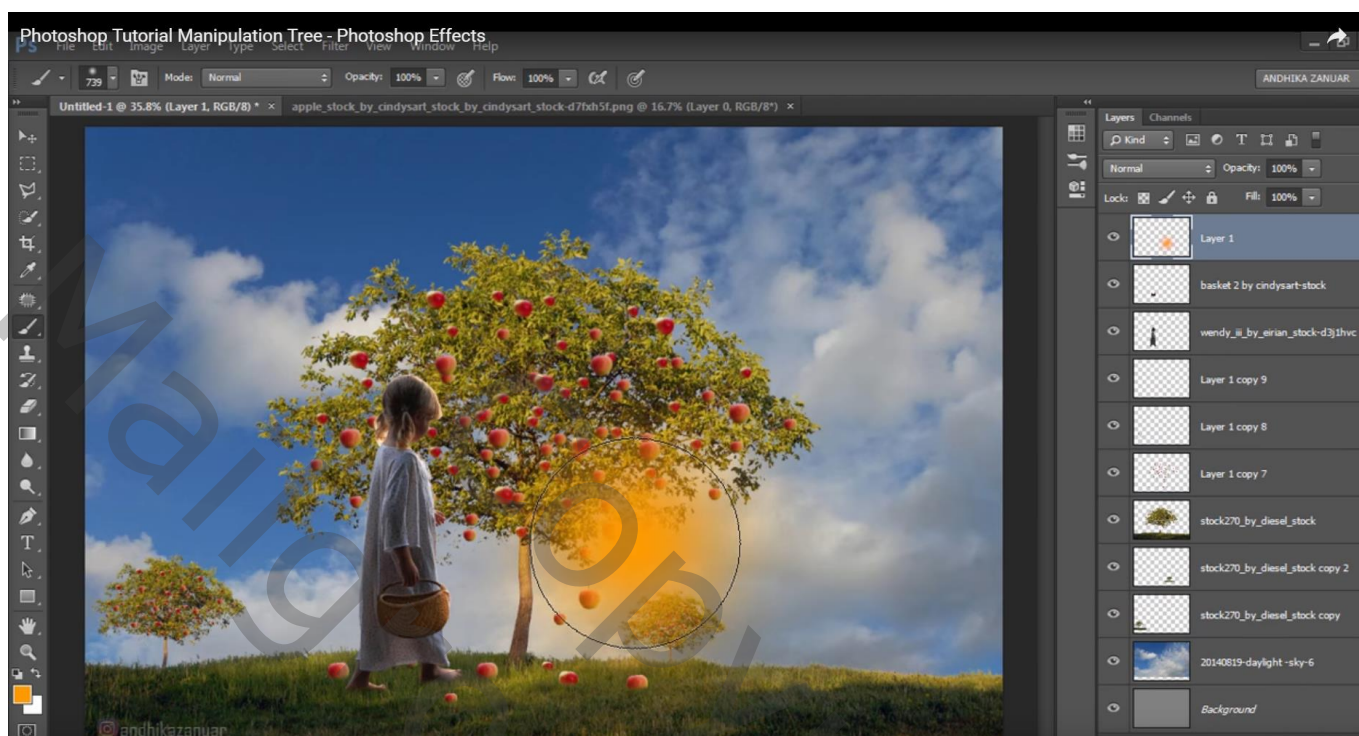 Photoshop Tutorial Manipulation Tree - Photoshop Effects
Ps File Edit Image Layer Type Select Filter View Window Help
739 Mode: Normal Opacity: 100% Flow: 100% ANDHIKA ZANUAR
Untitled-1 @ 35.8% (Layer 1, RGB/8) * × apple_stock_by_cindysart_stock_by_cindysart_stock-d7fxh5f.png @ 16.7% (Layer 0, RGB/8*) ×
Layers Channels
Kind
Normal Opacity: 100%
Lock: Fill: 100%
Layer 1
basket 2 by cindysart-stock
wendy_iii_by_eirian_stock-d3j1hvc
Layer 1 copy 9
Layer 1 copy 8
Layer 1 copy 7
stock270_by_diesel_stock
stock270_by_diesel_stock copy 2
stock270_by_diesel_stock copy
20140819-daylight -sky-6
Background
andhikazanuar